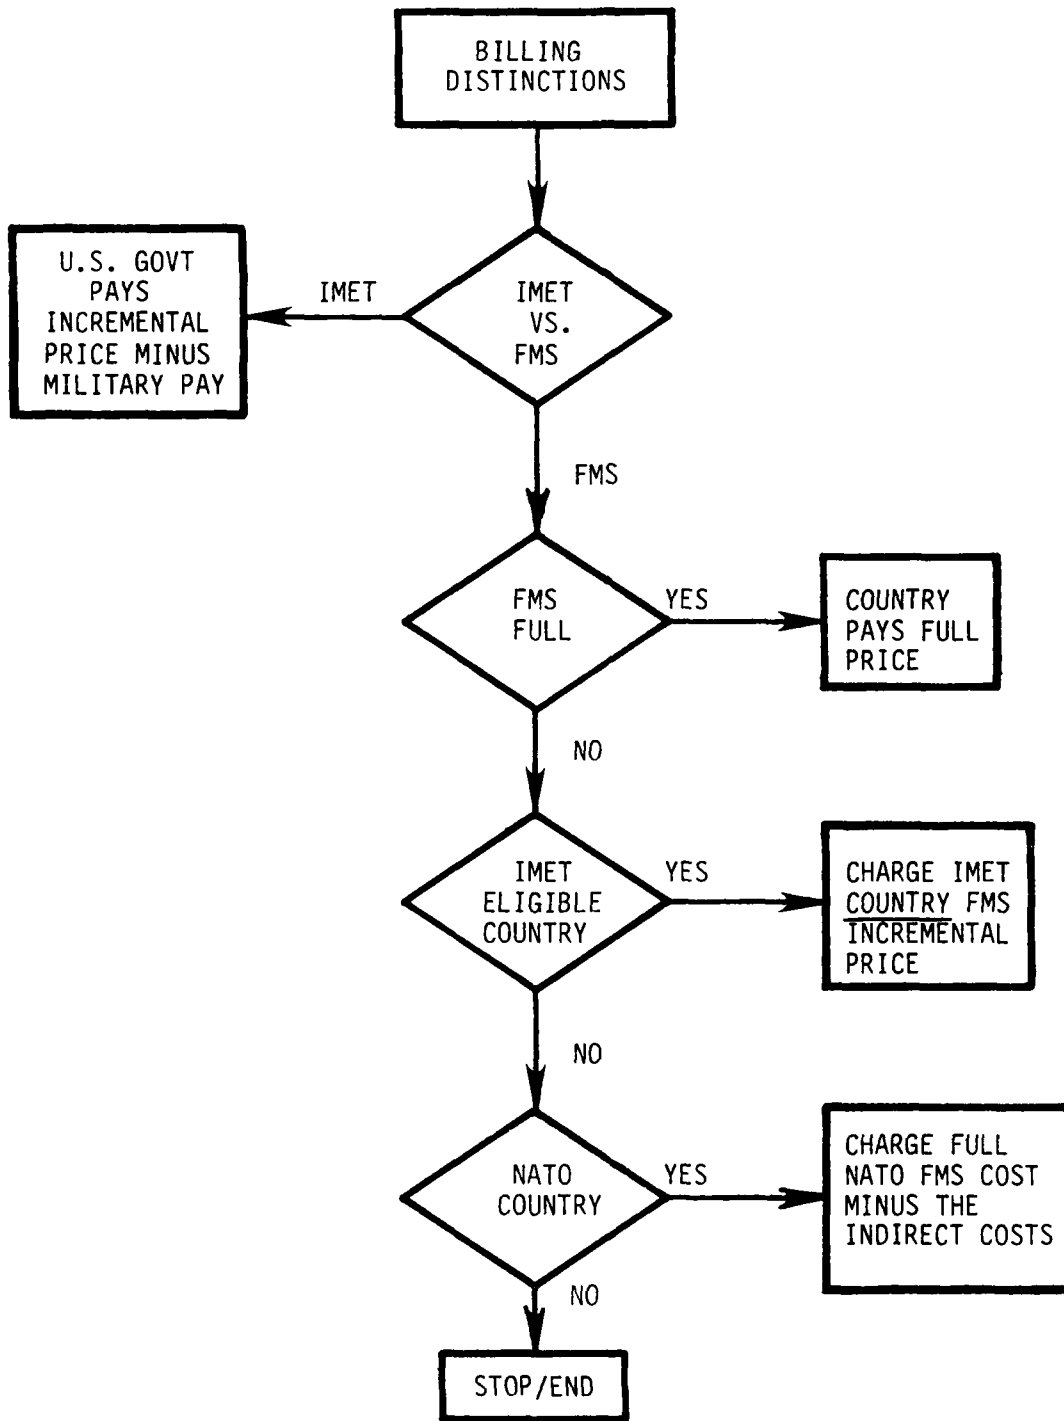 BILLING
DISTINCTIONS
U.S. GOVT
PAYS
INCREMENTAL
PRICE MINUS
MILITARY PAY
IMET
IMET
VS.
FMS
FMS
FMS
FULL
YES
COUNTRY
PAYS FULL
PRICE
NO
IMET
ELIGIBLE
COUNTRY
YES
CHARGE IMET
COUNTRY FMS
INCREMENTAL
PRICE
NO
NATO
COUNTRY
YES
CHARGE FULL
NATO FMS COST
MINUS THE
INDIRECT COSTS
NO
STOP/END